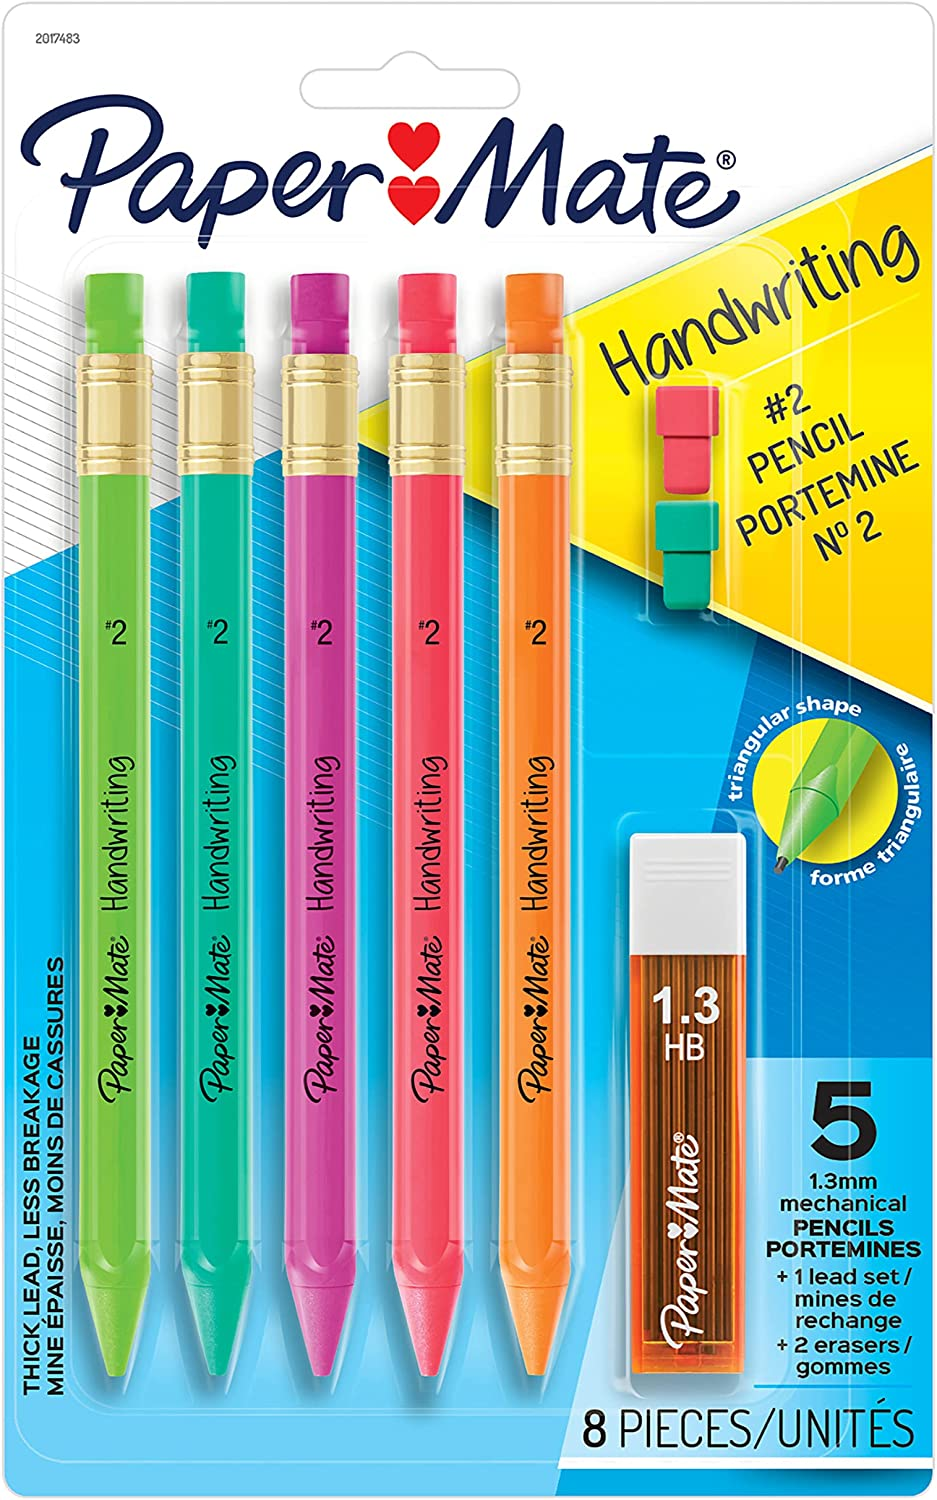 2017483
Paper Mate®
Handwriting
#2
PENCIL
PORTEMINE
Nº 2
#2
#2
#2
#2
#2
Paper Mate® Handwriting
Paper Mate® Handwriting
Paper Mate® Handwriting
Paper Mate® Handwriting
Paper Mate® Handwriting
triangular shape
forme triangulaire
THICK LEAD, LESS BREAKAGE
MINE ÉPAISSE, MOINS DE CASSURES
1.3
HB
Paper Mate®
5
1.3mm
mechanical
PENCILS
PORTEMINES
+ 1 lead set /
mines de
rechange
+ 2 erasers /
gommes
8 PIECES/UNITÉS